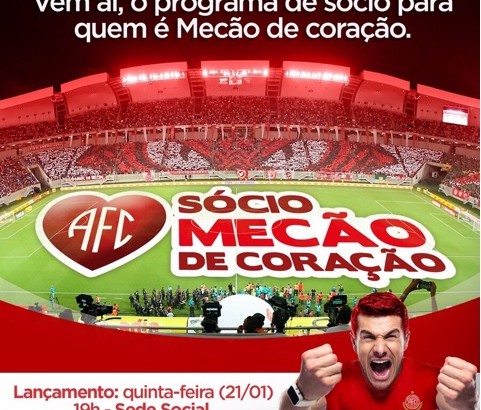 Vem aí, o programa de sócio para
quem é Mecão de coração.
AFC
SÓCIO
MECÃO
DE CORAÇÃO
Lançamento: quinta-feira (21/01)
19h - Sede Social